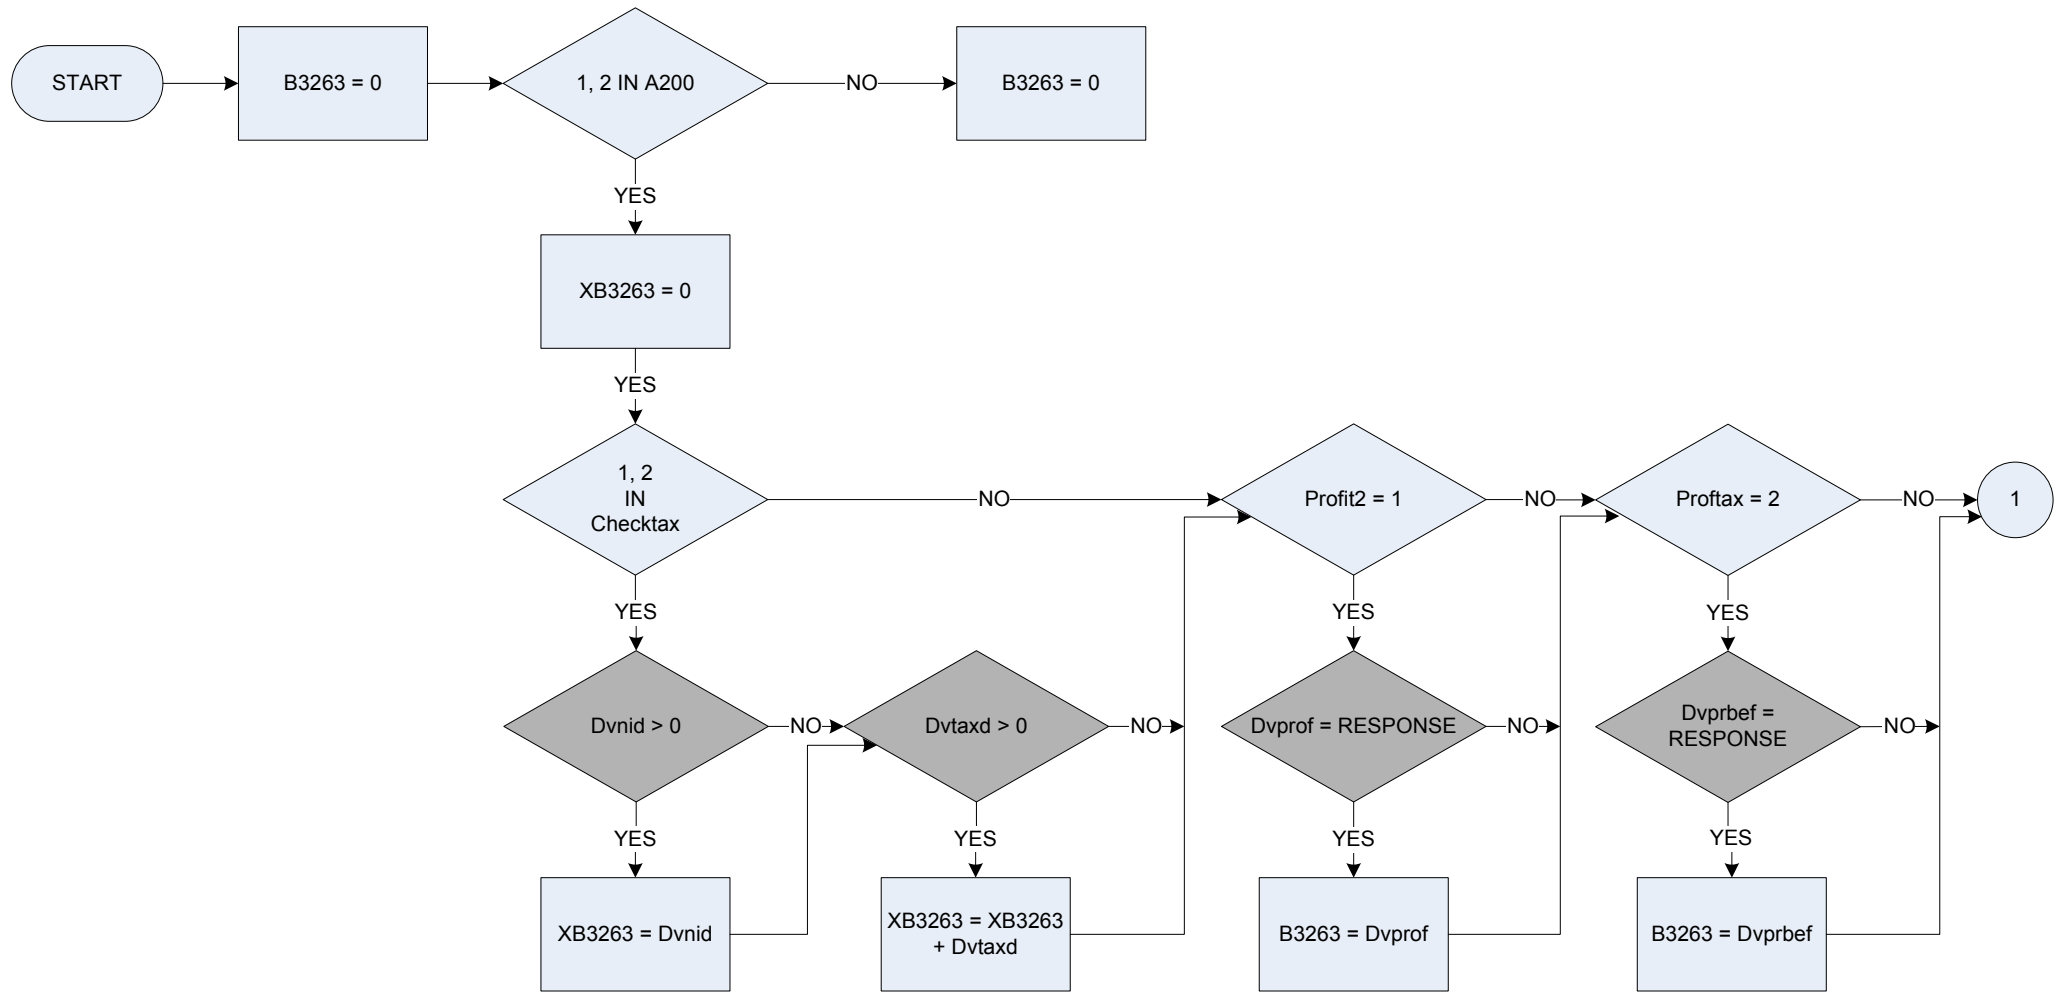 START
B3263 = 0
1, 2 IN A200
NO
B3263 = 0
YES
XB3263 = 0
YES
1, 2
IN
Checktax
NO
Profit2 = 1
NO
Proftax = 2
NO
1
YES
YES
YES
Dvnid > 0
NO
Dvtaxd > 0
NO
Dvprof = RESPONSE
NO
Dvprbef =
RESPONSE
NO
YES
YES
YES
YES
XB3263 = Dvnid
XB3263 = XB3263
+ Dvtaxd
B3263 = Dvprof
B3263 = Dvprbef